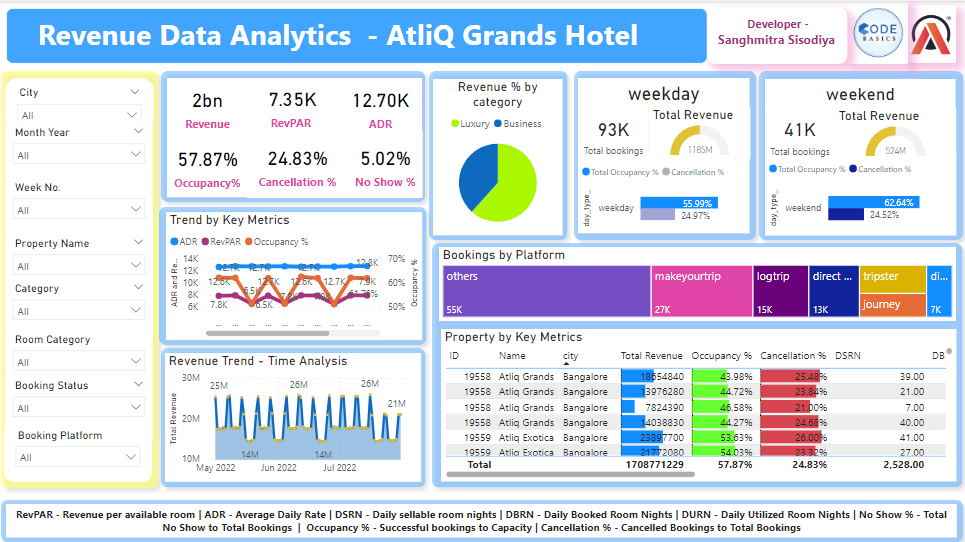 Revenue Data Analytics - AtliQ Grands Hotel
Developer -
Sanghmitra Sisodiya
CODE
BASICS
City
All
Month Year
All
Week No.
All
Property Name
All
Category
All
Room Category
All
Booking Status
All
Booking Platform
All
2bn
Revenue
7.35K
RevPAR
12.70K
ADR
57.87%
Occupancy%
24.83%
Cancellation %
5.02%
No Show %
Revenue % by
category
Luxury Business
weekday
93K
Total bookings
Total Revenue
1185M
Total Occupancy % Cancellation %
day_type_
weekday
55.99%
24.97%
weekend
41K
Total bookings
Total Revenue
524M
Total Occupancy % Cancellation %
day_type_
weekend
62.64%
24.52%
Trend by Key Metrics
ADR RevPAR Occupancy %
ADR and Re...
14K
12K
10K
8K
6K
12.6K
12.7K
12.7K
12.7K
12.7K
12.8K
7.8K
6.5K
6.5K
7.9K
51.76%
70%
60%
50%
Occupancy %
Revenue Trend - Time Analysis
Total Revenue
30M
20M
10M
25M
26M
26M
21M
14M
14M
May 2022 Jun 2022 Jul 2022
Bookings by Platform
others
55K
makeyourtrip
27K
logtrip
15K
direct ...
13K
tripster
journey
di...
7K
Property by Key Metrics
ID Name city Total Revenue Occupancy % Cancellation % DSRN DB
19558 Atliq Grands Bangalore 18654840 43.98% 25.48% 39.00
19558 Atliq Grands Bangalore 13976280 44.72% 23.84% 21.00
19558 Atliq Grands Bangalore 7824390 46.58% 21.00% 7.00
19558 Atliq Grands Bangalore 14038830 44.27% 24.68% 40.00
19559 Atliq Exotica Bangalore 23897700 53.63% 26.00% 41.00
19559 Atliq Exotica Bangalore 21772080 54.03% 23.32% 27.00
Total 1708771229 57.87% 24.83% 2,528.00
RevPAR - Revenue per available room | ADR - Average Daily Rate | DSRN - Daily sellable room nights | DBRN - Daily Booked Room Nights | DURN - Daily Utilized Room Nights | No Show % - Total
No Show to Total Bookings | Occupancy % - Successful bookings to Capacity | Cancellation % - Cancelled Bookings to Total Bookings